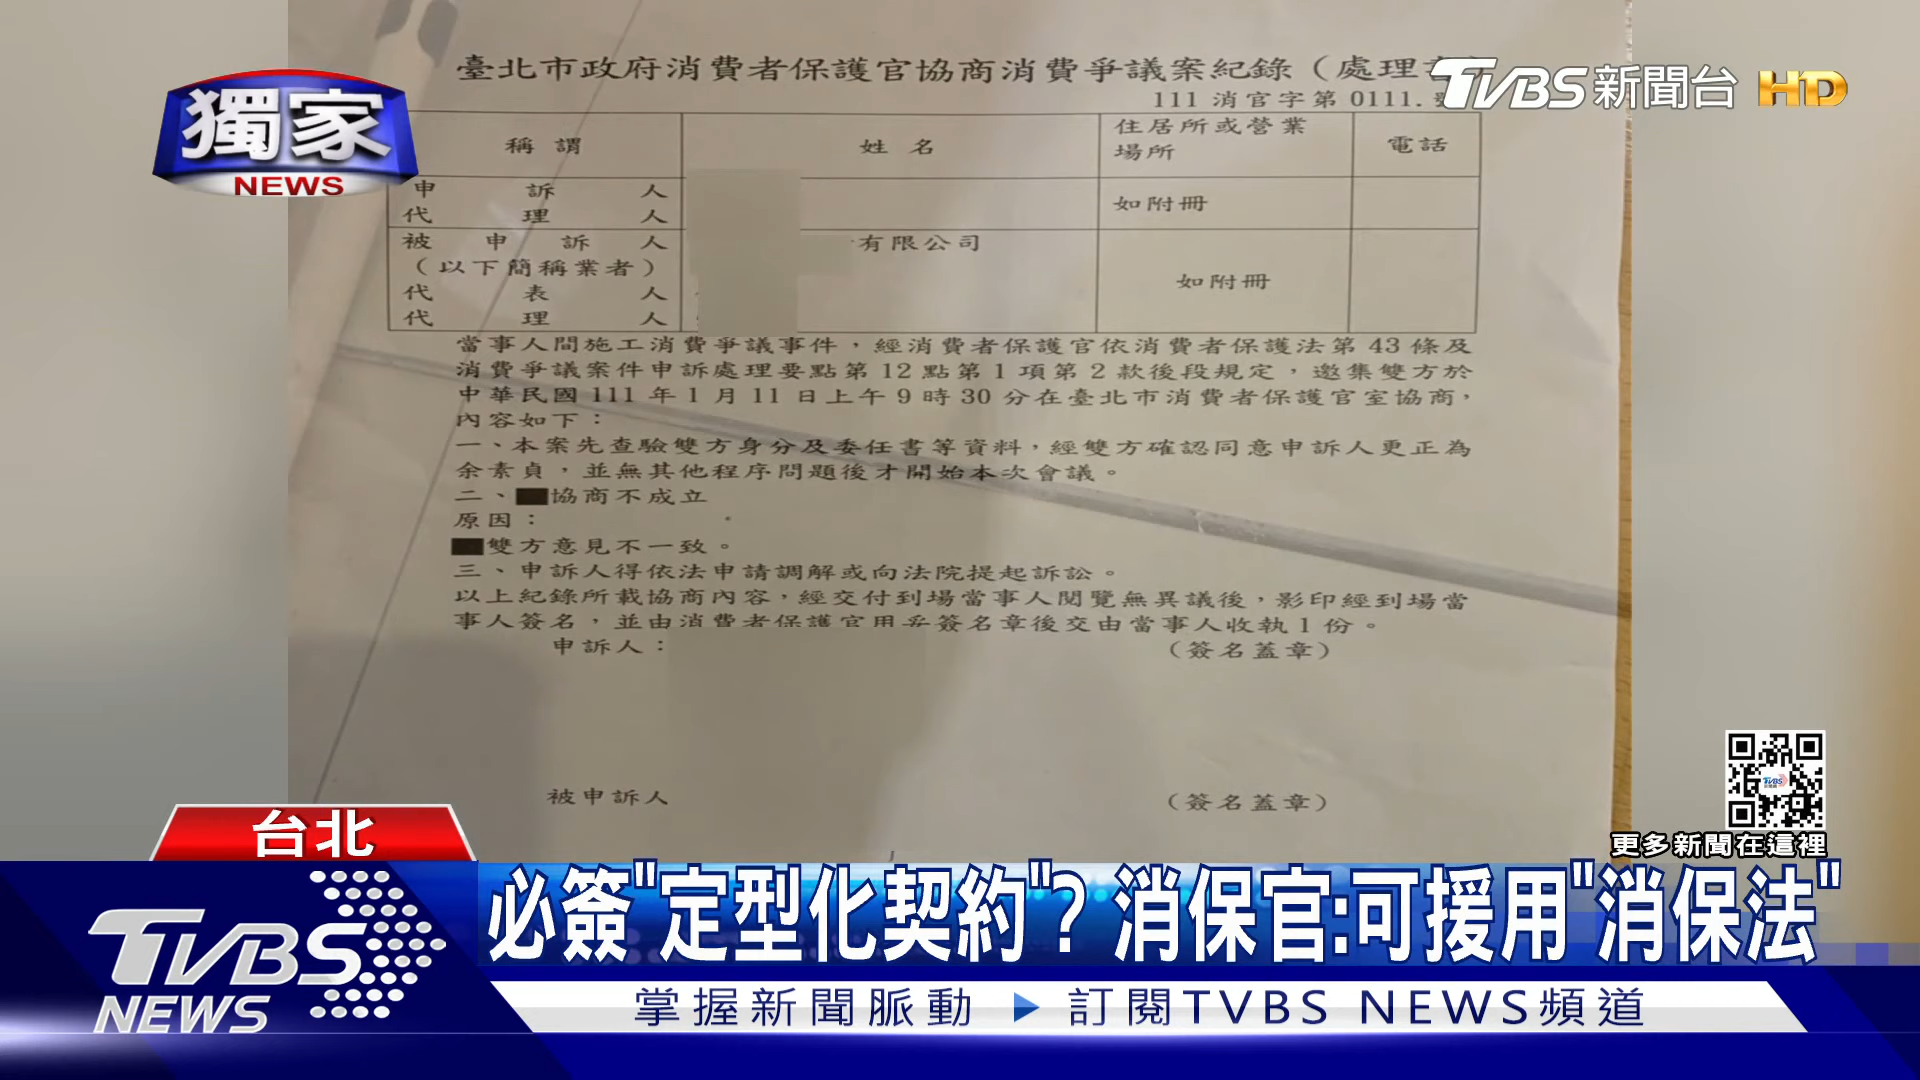 臺北市政府消費者保護官協商消費爭議案紀錄（處理
111 消官字第 0111.
TVBS新聞台 HD
獨家
NEWS
稱謂 姓名 住居所或營業場所 電話
申訴人
代理人
如附冊
被申訴人
（以下簡稱業者）
代表人
代理人
有限公司
如附冊
當事人間施工消費爭議事件，經消費者保護官依消費者保護法第 43 條及
消費爭議案件申訴處理要點第 12 點第 1 項第 2 款後段規定，邀集雙方於
中華民國 111 年 1 月 11 日上午 9 時 30 分在臺北市消費者保護官室協商，
內容如下：
一、本案先查驗雙方身分及委任書等資料，經雙方確認同意申訴人更正為
余素貞，並無其他程序問題後才開始本次會議。
二、■協商不成立
原因：
■雙方意見不一致。
三、申訴人得依法申請調解或向法院提起訴訟。
以上紀錄所載協商內容，經交付到場當事人閱覽無異議後，影印經到場當
事人簽名，並由消費者保護官用妥簽名章後交由當事人收執 1 份。
申訴人：
（簽名蓋章）
被申訴人
（簽名蓋章）
TVBS
更多新聞在這裡
台北
必簽"定型化契約"? 消保官:可援用"消保法"
TVBS
NEWS
掌握新聞脈動 ▶ 訂閱TVBS NEWS頻道